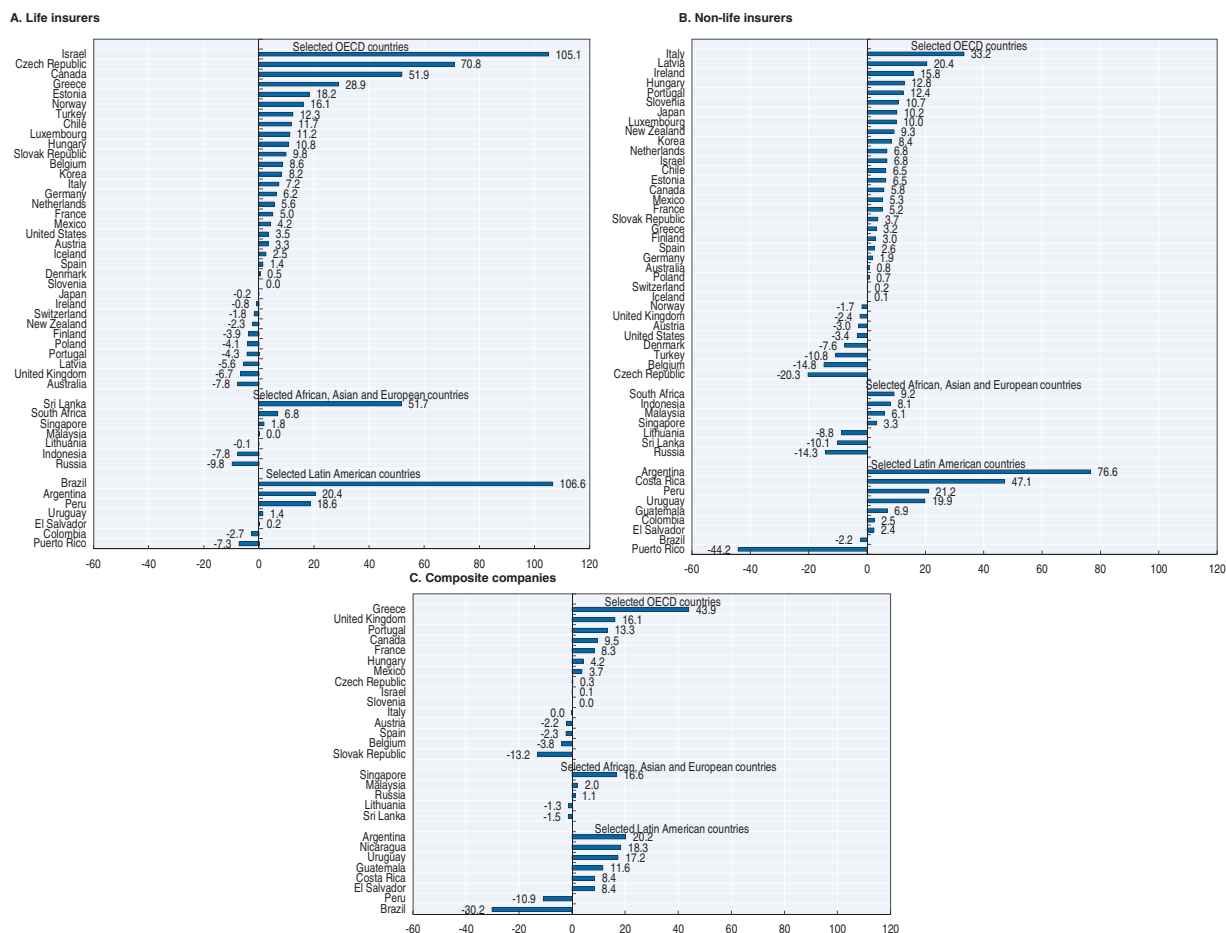 A. Life insurers
Selected OECD countries
Israel 105.1
Czech Republic 70.8
Canada 51.9
Greece 28.9
Estonia 18.2
Norway 16.1
Turkey 12.3
Chile 11.7
Luxembourg 11.2
Hungary 10.8
Slovak Republic 9.8
Belgium 8.6
Korea 8.2
Italy 7.2
Germany 6.2
Netherlands 5.6
France 5.0
Mexico 4.2
United States 3.5
Austria 3.3
Iceland 2.5
Spain 1.4
Denmark 0.5
Slovenia 0.0
Japan -0.2
Ireland -0.8
Switzerland -1.8
New Zealand -2.3
Finland -3.9
Poland -4.1
Portugal -4.3
Latvia -5.6
United Kingdom -6.7
Australia -7.8
Selected African, Asian and European countries
Sri Lanka 51.7
South Africa 6.8
Singapore 1.8
Malaysia 0.0
Lithuania -0.1
Indonesia -7.8
Russia -9.8
Selected Latin American countries
Brazil 106.6
Argentina 20.4
Peru 18.6
Uruguay 1.4
El Salvador 0.2
Colombia -2.7
Puerto Rico -7.3
-60 -40 -20 0 20 40 60 80 100 120
B. Non-life insurers
Selected OECD countries
Italy 33.2
Latvia 20.4
Ireland 15.8
Hungary 12.8
Portugal 12.4
Slovenia 10.7
Japan 10.2
Luxembourg 10.0
New Zealand 9.3
Korea 8.4
Netherlands 6.8
Israel 6.8
Chile 6.5
Estonia 6.5
Canada 5.8
Mexico 5.3
France 5.2
Slovak Republic 3.7
Greece 3.2
Finland 3.0
Spain 2.6
Germany 1.9
Australia 0.8
Poland 0.7
Switzerland 0.2
Iceland 0.1
Norway -1.7
United Kingdom -2.4
Austria -3.0
United States -3.4
Denmark -7.6
Turkey -10.8
Belgium -14.8
Czech Republic -20.3
Selected African, Asian and European countries
South Africa 9.2
Indonesia 8.1
Malaysia 6.1
Singapore 3.3
Lithuania -8.8
Sri Lanka -10.1
Russia -14.3
Selected Latin American countries
Argentina 76.6
Costa Rica 47.1
Peru 21.2
Uruguay 19.9
Guatemala 6.9
Colombia 2.5
El Salvador 2.4
Brazil -2.2
Puerto Rico -44.2
-60 -40 -20 0 20 40 60 80 100 120
C. Composite companies
Selected OECD countries
Greece 43.9
United Kingdom 16.1
Portugal 13.3
Canada 9.5
France 8.3
Hungary 4.2
Mexico 3.7
Czech Republic 0.3
Israel 0.1
Slovenia 0.0
Italy 0.0
Austria -2.2
Spain -2.3
Belgium -3.8
Slovak Republic -13.2
Selected African, Asian and European countries
Singapore 16.6
Malaysia 2.0
Russia 1.1
Lithuania -1.3
Sri Lanka -1.5
Selected Latin American countries
Argentina 20.2
Nicaragua 18.3
Uruguay 17.2
Guatemala 11.6
Costa Rica 8.4
El Salvador 8.4
Peru -10.9
Brazil -30.2
-60 -40 -20 0 20 40 60 80 100 120